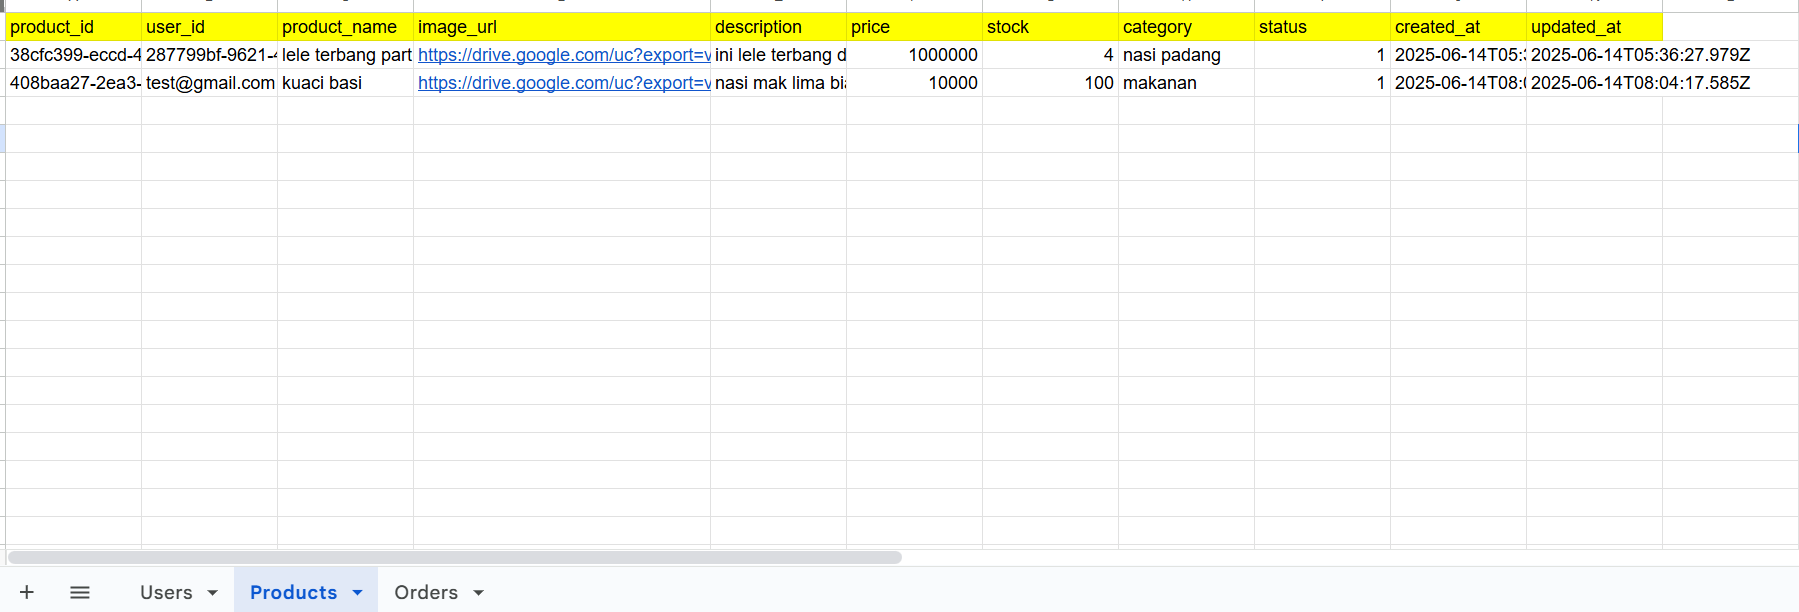 product_id user_id product_name image_url description price stock category status created_at updated_at
38cfc399-eccd-4 287799bf-9621-4 lele terbang part https://drive.google.com/uc?export=v ini lele terbang d 1000000 4 nasi padang 1 2025-06-14T05:3 2025-06-14T05:36:27.979Z
408baa27-2ea3- test@gmail.com kuaci basi https://drive.google.com/uc?export=v nasi mak lima bia 10000 100 makanan 1 2025-06-14T08:0 2025-06-14T08:04:17.585Z
Users Products Orders